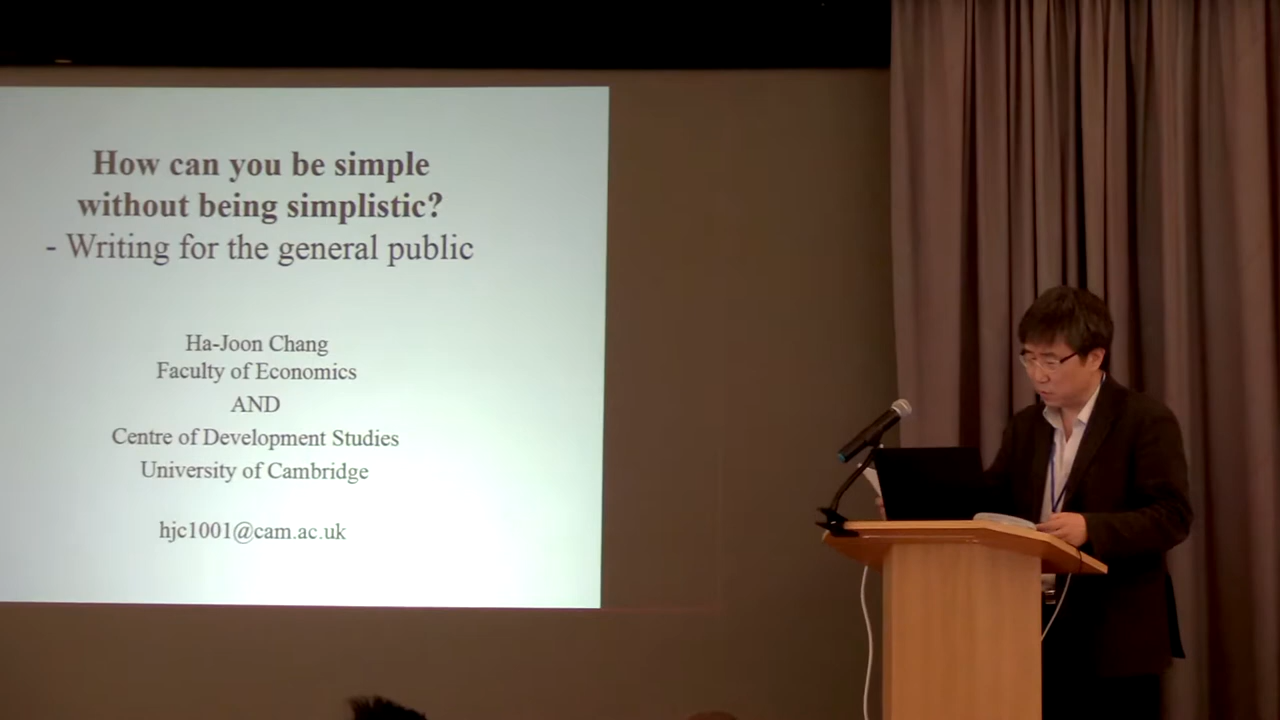 How can you be simple
without being simplistic?
- Writing for the general public
Ha-Joon Chang
Faculty of Economics
AND
Centre of Development Studies
University of Cambridge
hjc1001@cam.ac.uk